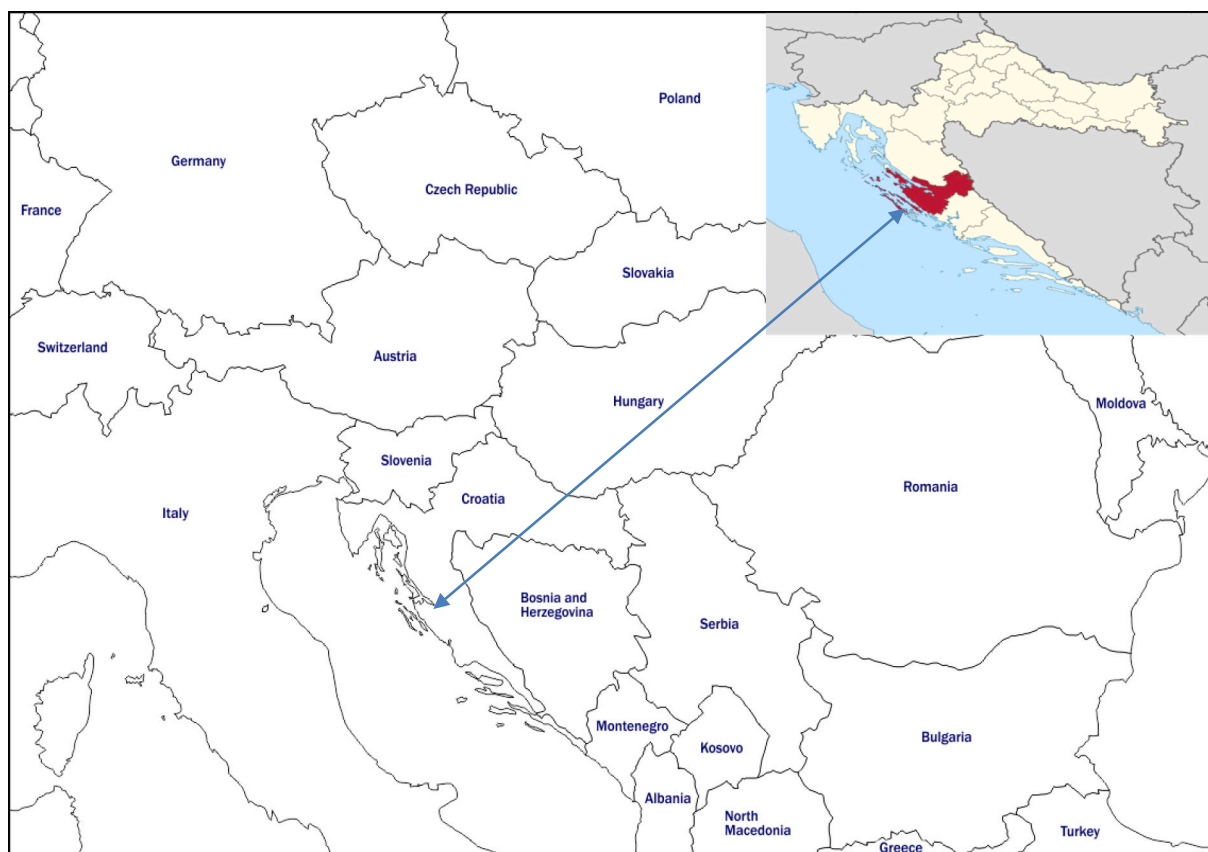 Poland
Germany
Czech Republic
France
Slovakia
Switzerland
Austria
Hungary
Moldova
Slovenia
Croatia
Romania
Italy
Bosnia and
Herzegovina
Serbia
Montenegro
Kosovo
Bulgaria
Albania
North
Macedonia
Turkey
Greece